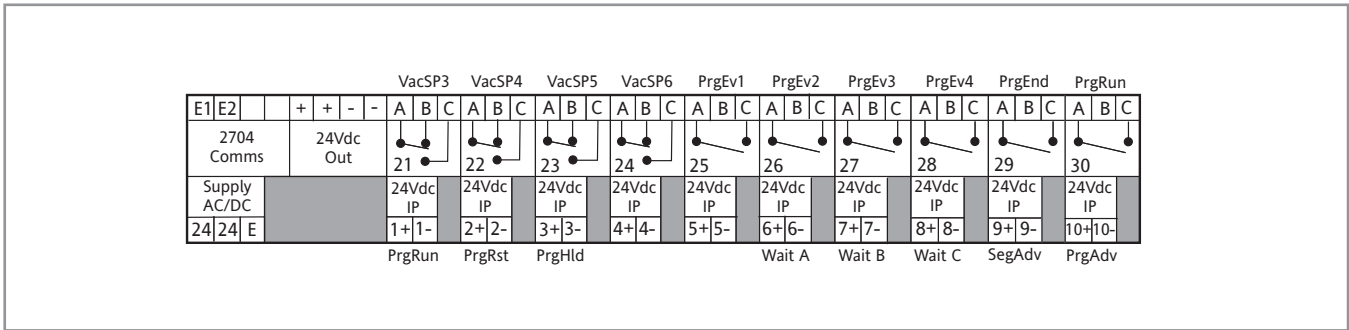 VacSP3 VacSP4 VacSP5 VacSP6 PrgEv1 PrgEv2 PrgEv3 PrgEv4 PrgEnd PrgRun
E1 E2 + + - - A B C A B C A B C A B C A B C A B C A B C A B C A B C A B C
2704 24Vdc
Comms Out
21 22 23 24 25 26 27 28 29 30
Supply 24Vdc 24Vdc 24Vdc 24Vdc 24Vdc 24Vdc 24Vdc 24Vdc 24Vdc 24Vdc
AC/DC IP IP IP IP IP IP IP IP IP IP
24 24 E 1+ 1- 2+ 2- 3+ 3- 4+ 4- 5+ 5- 6+ 6- 7+ 7- 8+ 8- 9+ 9- 10+ 10-
PrgRun PrgRst PrgHld Wait A Wait B Wait C SegAdv PrgAdv